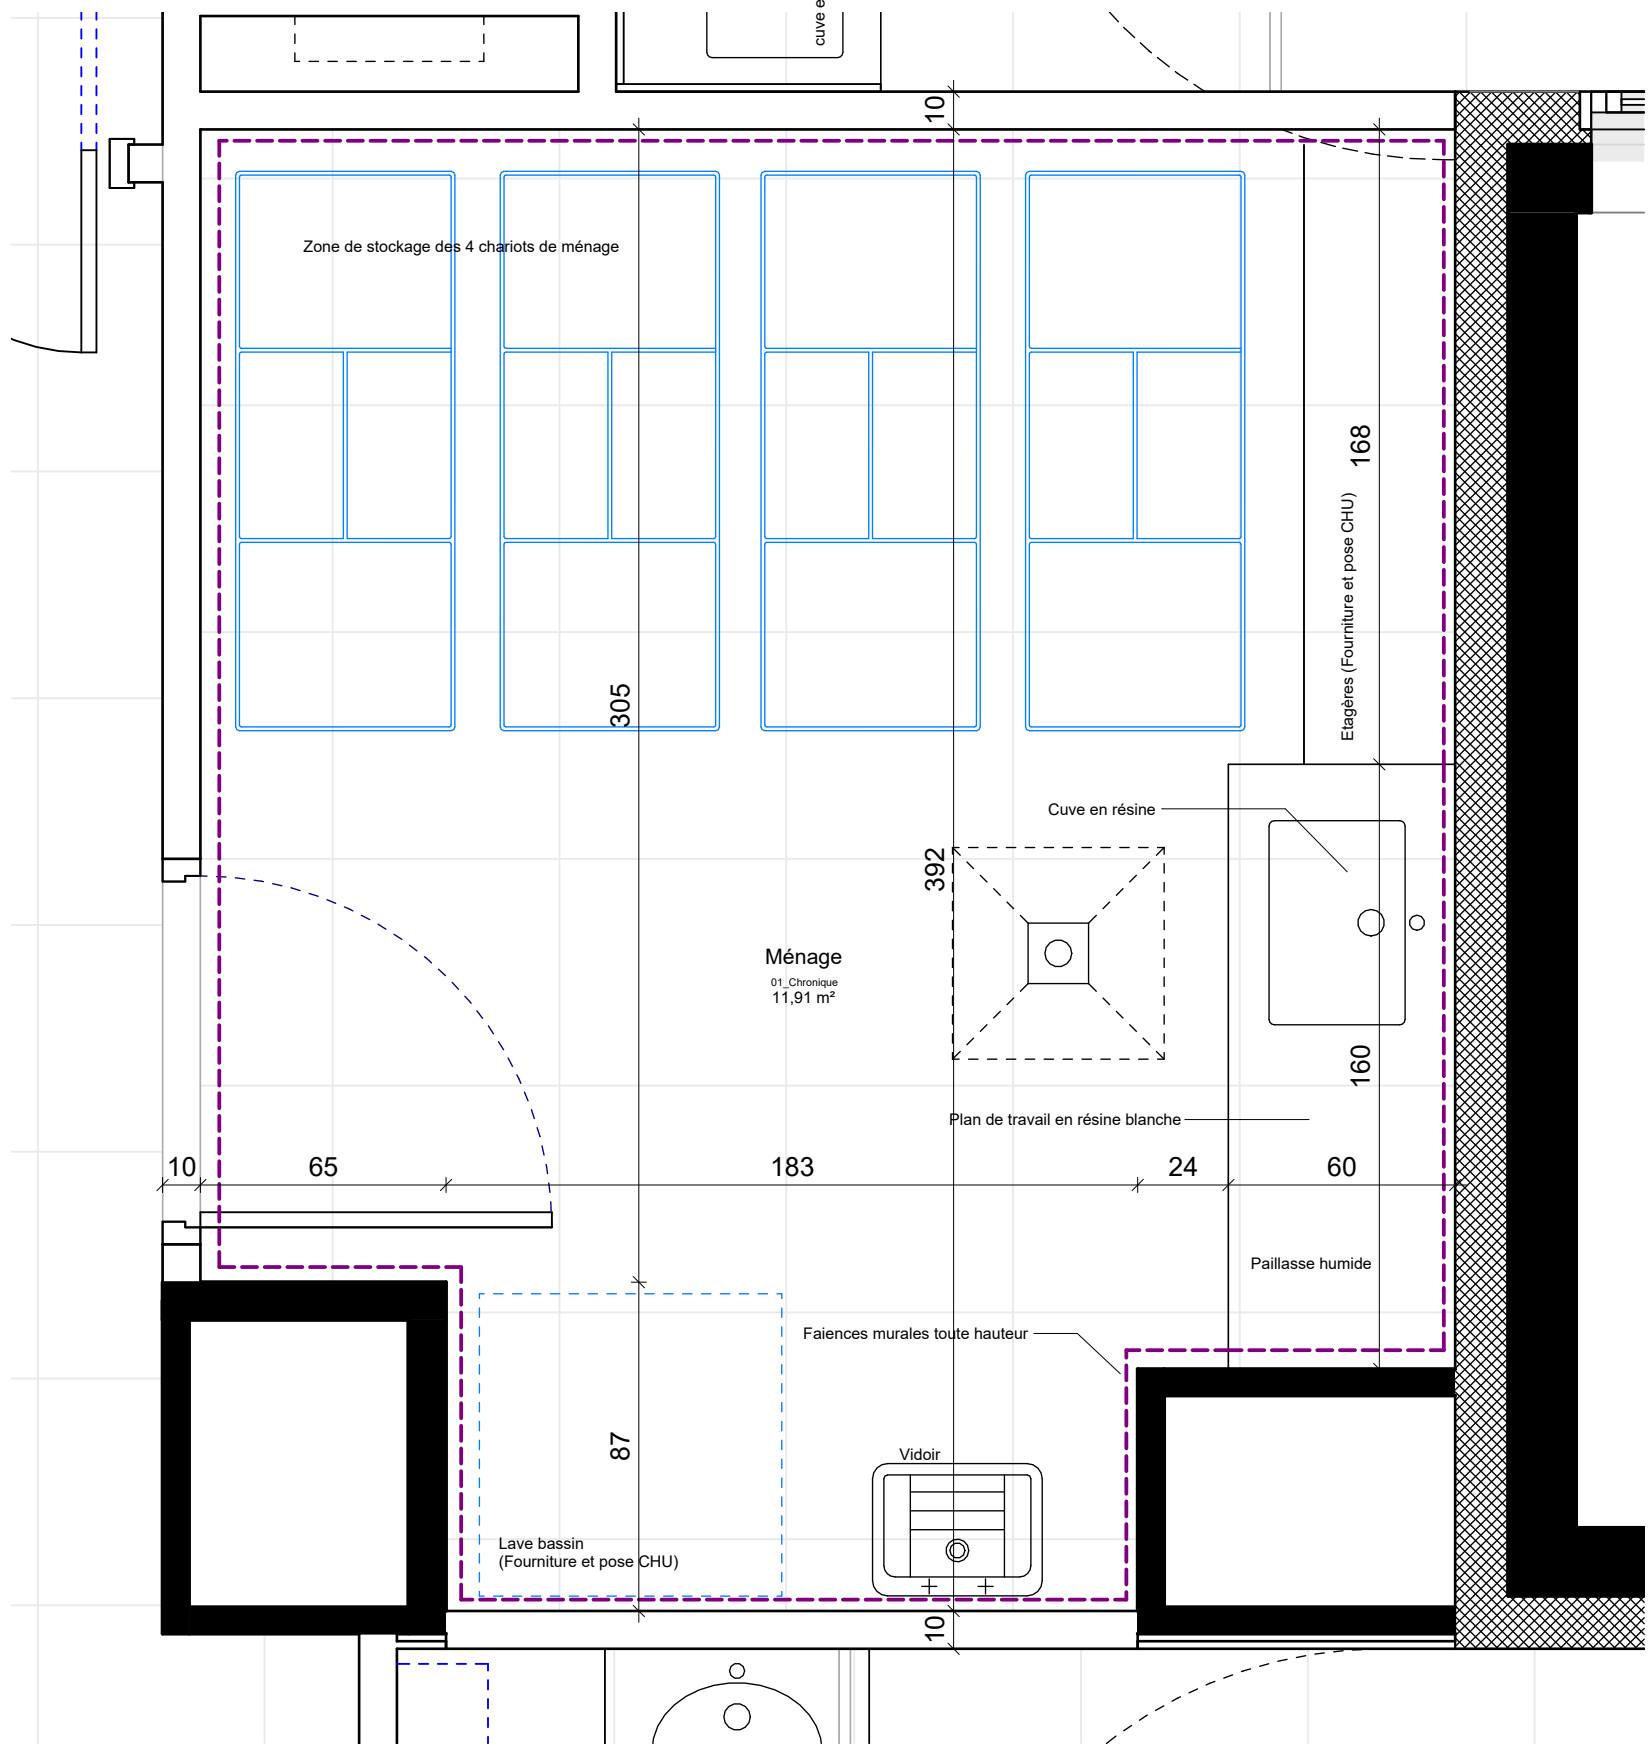 cuve e
10
Zone de stockage des 4 chariots de ménage
168
Etagères (Fourniture et pose CHU)
305
Cuve en résine
392
Ménage
01_Chronique
11,91 m²
160
Plan de travail en résine blanche
10
65
183
24
60
Paillasse humide
Faiences murales toute hauteur
87
Vidoir
Lave bassin
(Fourniture et pose CHU)
10